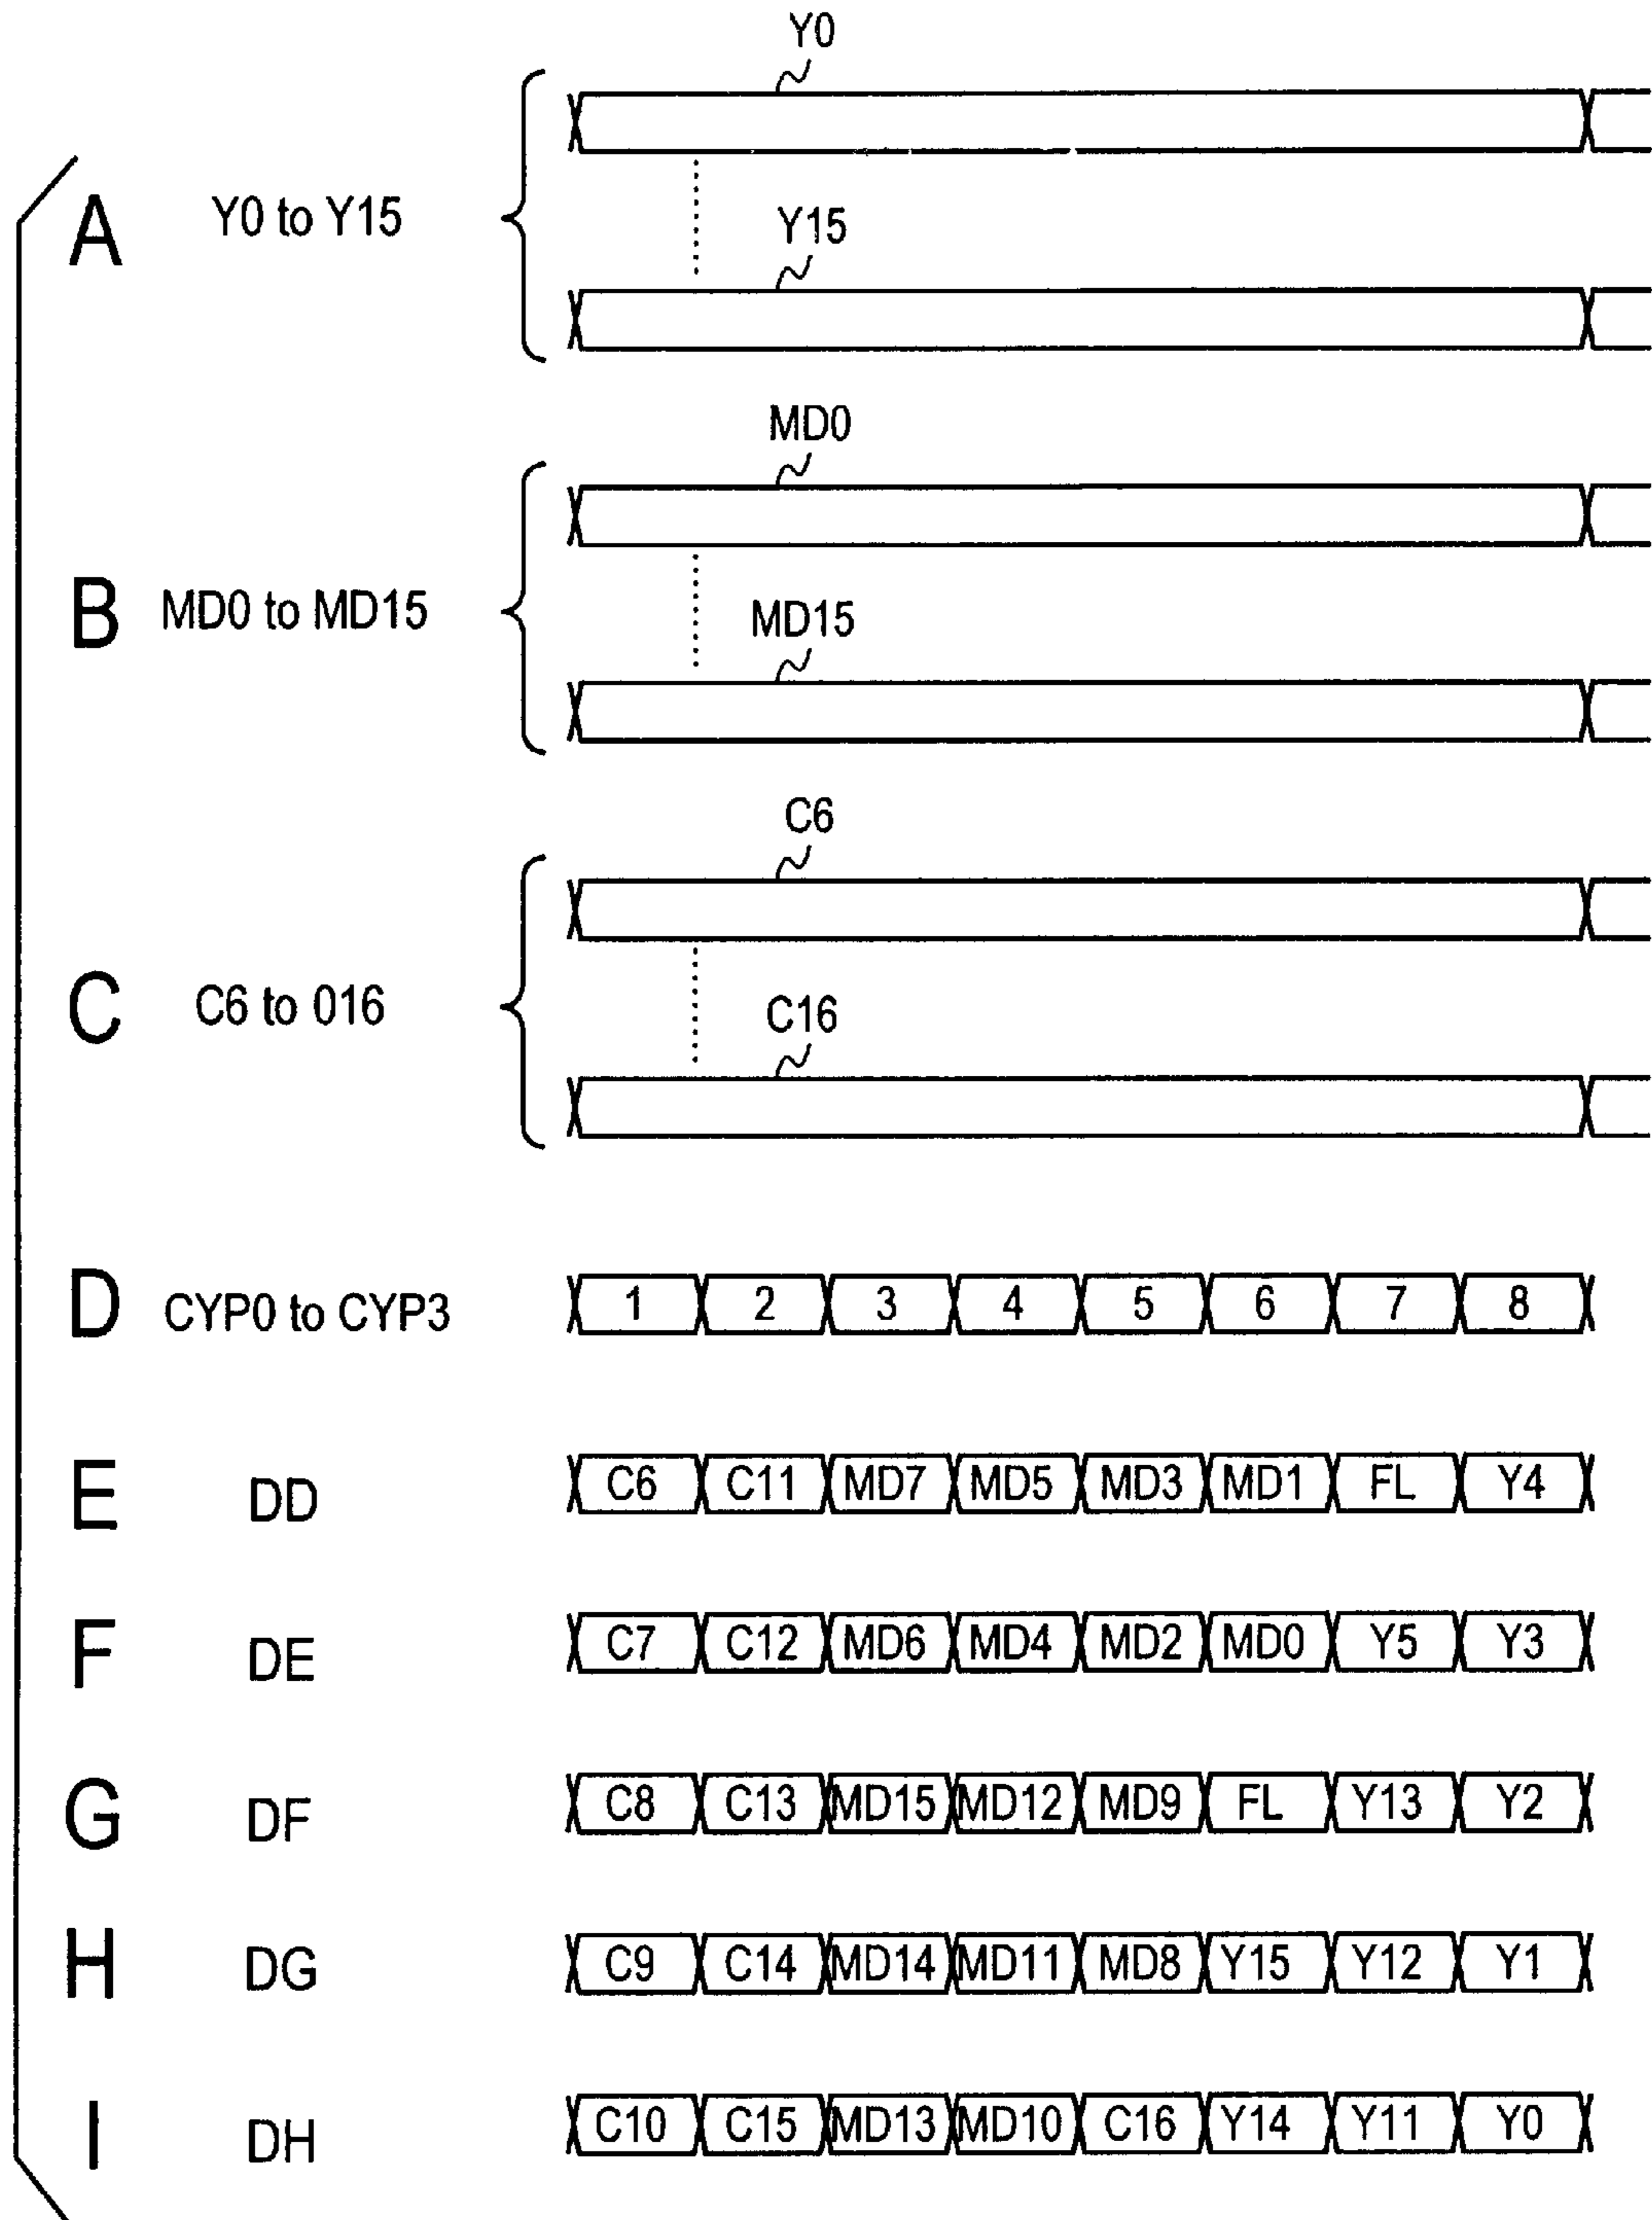 Y0
A Y0 to Y15
Y15
MD0
B MD0 to MD15
MD15
C6
C C6 to 016
C16
D CYP0 to CYP3 1 2 3 4 5 6 7 8
E DD C6 C11 MD7 MD5 MD3 MD1 FL Y4
F DE C7 C12 MD6 MD4 MD2 MD0 Y5 Y3
G DF C8 C13 MD15 MD12 MD9 FL Y13 Y2
H DG C9 C14 MD14 MD11 MD8 Y15 Y12 Y1
I DH C10 C15 MD13 MD10 C16 Y14 Y11 Y0